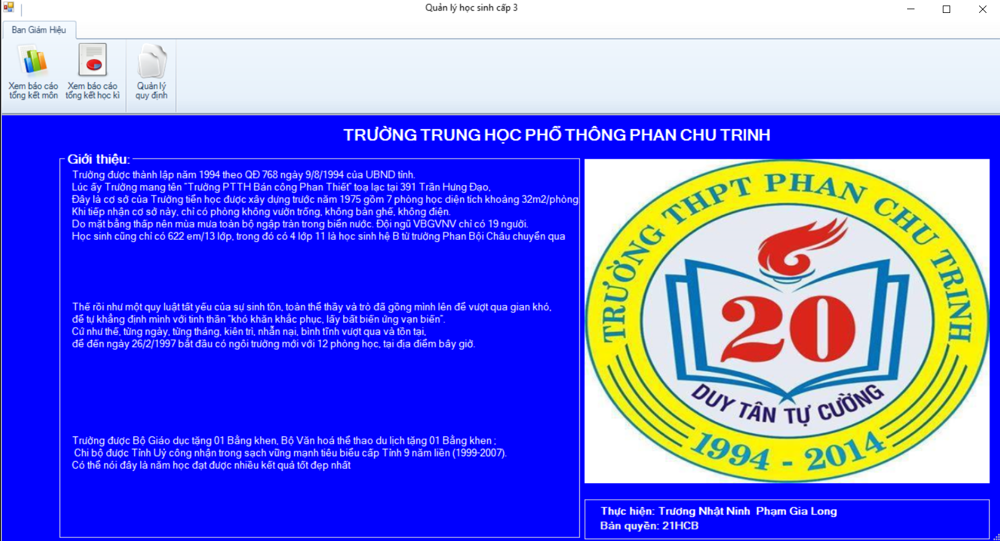 Quản lý học sinh cấp 3
Ban Giám Hiệu
Xem báo cáo
tổng kết môn
Xem báo cáo
tổng kết học kì
Quản lý
quy định
TRƯỜNG TRUNG HỌC PHỔ THÔNG PHAN CHU TRINH
Giới thiệu:
Trường được thành lập năm 1994 theo QĐ 768 ngày 9/8/1994 của UBND tỉnh.
Lúc ấy Trường mang tên "Trường PTTH Bán công Phan Thiết" toạ lạc tại 391 Trần Hưng Đạo,
Đây là cơ sở của Trường tiền học được xây dựng trước năm 1975 gồm 7 phòng học diện tích khoảng 32m2/phòng
Khi tiếp nhận cơ sở này, chỉ có phòng không vườn trống, không bàn ghế, không điện.
Do mặt bằng thấp nên mùa mưa toàn bộ ngập tràn trong biển nước. Đội ngũ VBGVNV chỉ có 19 người.
Học sinh cũng chỉ có 622 em/13 lớp, trong đó có 4 lớp 11 là học sinh hệ B từ trường Phan Bội Châu chuyển qua
Thế rồi như một quy luật tất yếu của sự sinh tồn, toàn thể thầy và trò đã gồng mình lên để vượt qua gian khó,
để tự khẳng định mình với tinh thần "khó khăn khắc phục, lấy bất biến ứng vạn biến".
Cứ như thế, từng ngày, từng tháng, kiên trì, nhẫn nại, bình tĩnh vượt qua và tồn tại,
để đến ngày 26/2/1997 bắt đầu có ngôi trường mới với 12 phòng học, tại địa điểm bây giờ.
Trường được Bộ Giáo dục tặng 01 Bằng khen, Bộ Văn hoá thể thao du lịch tặng 01 Bằng khen ;
Chi bộ được Tỉnh Uỷ công nhận trong sạch vững mạnh tiêu biểu cấp Tỉnh 9 năm liền (1999-2007).
Có thể nói đây là năm học đạt được nhiều kết quả tốt đẹp nhất
TRƯỜNG THPT PHAN CHU TRINH
20
DUY TÂN TỰ CƯỜNG
1994 - 2014
Thực hiện: Trương Nhật Ninh Phạm Gia Long
Bản quyền: 21HCB